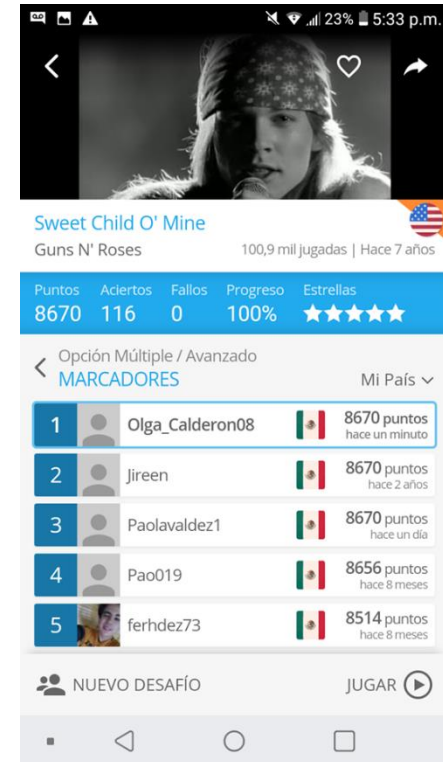 23% 5:33 p.m.
Sweet Child O' Mine
Guns N' Roses 100,9 mil jugadas | Hace 7 años
Puntos Aciertos Fallos Progreso Estrellas
8670 116 0 100%
Opción Múltiple / Avanzado
MARCADORES Mi País
1 Olga_Calderon08 8670 puntos
hace un minuto
2 Jireen 8670 puntos
hace 2 años
3 Paolavaldez1 8670 puntos
hace un día
4 Pao019 8656 puntos
hace 8 meses
5 ferhdez73 8514 puntos
hace 8 meses
NUEVO DESAFÍO JUGAR